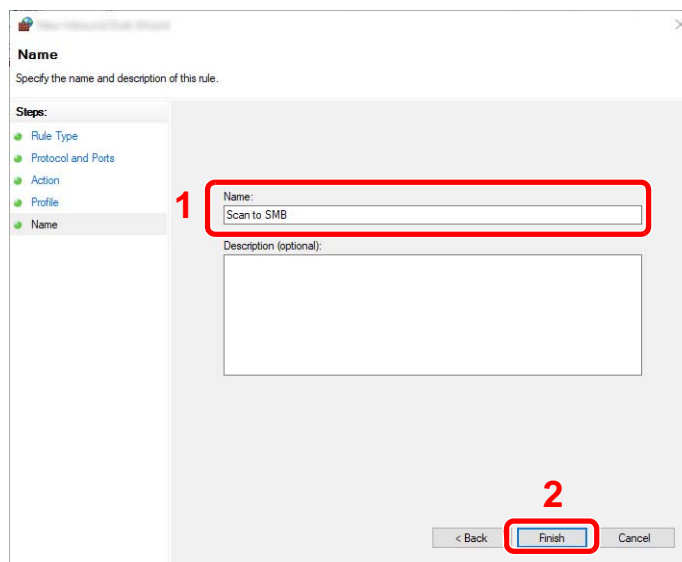 Name
Specify the name and description of this rule.
Steps:
Rule Type
Protocol and Ports
Action
Profile
Name
1
Name:
Scan to SMB
Description (optional):
2
< Back
Finish
Cancel